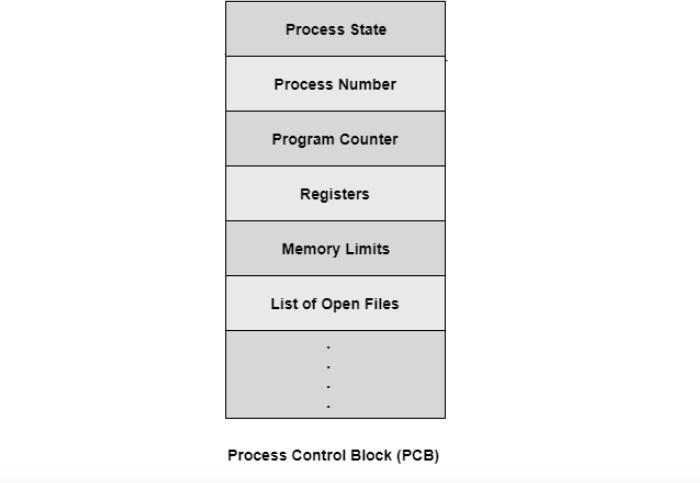 Process State
Process Number
Program Counter
Registers
Memory Limits
List of Open Files
.
.
.
.
Process Control Block (PCB)